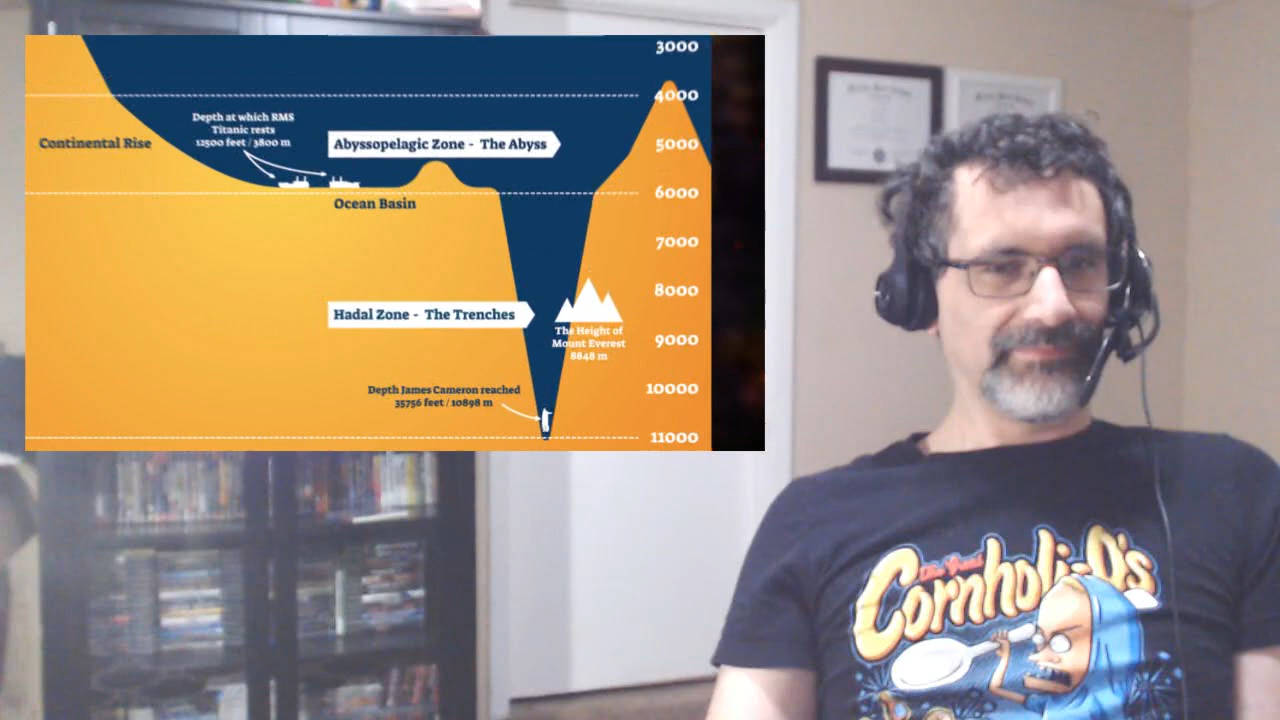 3000
4000
Depth at which RMS
Titanic rests
12500 feet / 3800 m
Continental Rise
Abyssopelagic Zone - The Abyss
5000
6000
Ocean Basin
7000
8000
Hadal Zone - The Trenches
The Height of
Mount Everest
8848 m
9000
Depth James Cameron reached
35756 feet / 10898 m
10000
11000
The Great
Cornholi-O's